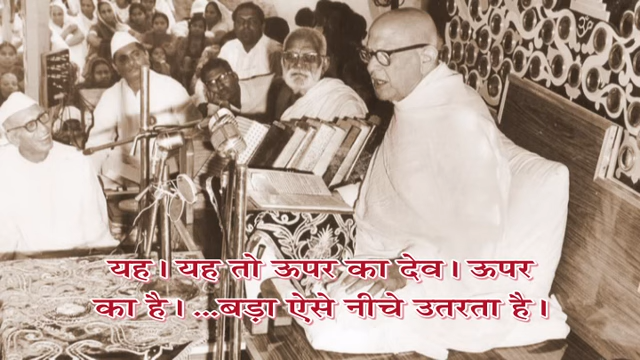 यह। यह तो ऊपर का देव। ऊपर
का है। ...बड़ा ऐसे नीचे उतरता है।